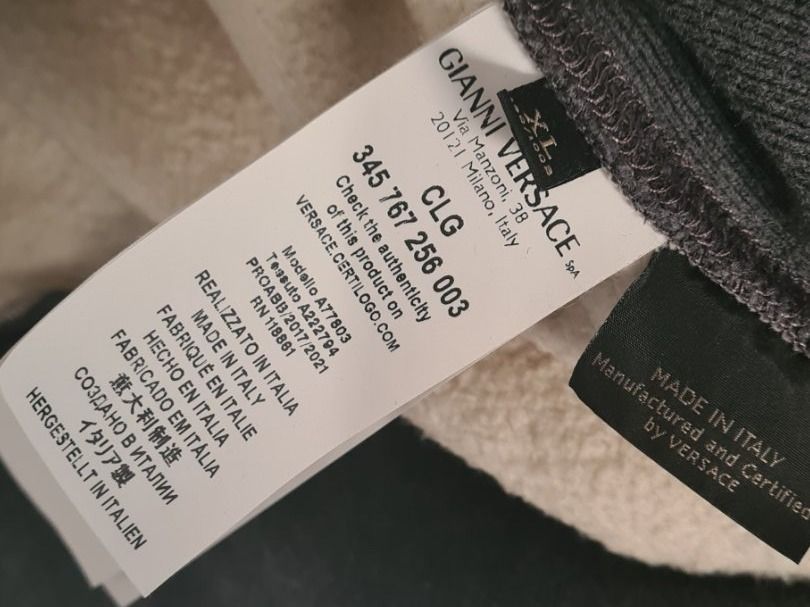 GIANNI VERSACE SpA
Via Manzoni, 38
20121 Milano, Italy
XL
CLG
345 767 256 003
Check the authenticity
of this product on
VERSACE.CERTILOGO.COM
Modello A77803
Tessuto A222794
PROABI3/2017/2021
RN 118861
REALIZZATO IN ITALIA
MADE IN ITALY
FABRIQUÉ EN ITALIE
HECHO EN ITALIA
FABRICADO EM ITALIA
意大利制造
СОЗДАНО В ИТАЛИИ
イタリア製
HERGESTELLT IN ITALIEN
MADE IN ITALY
Manufactured and Certified
by VERSACE